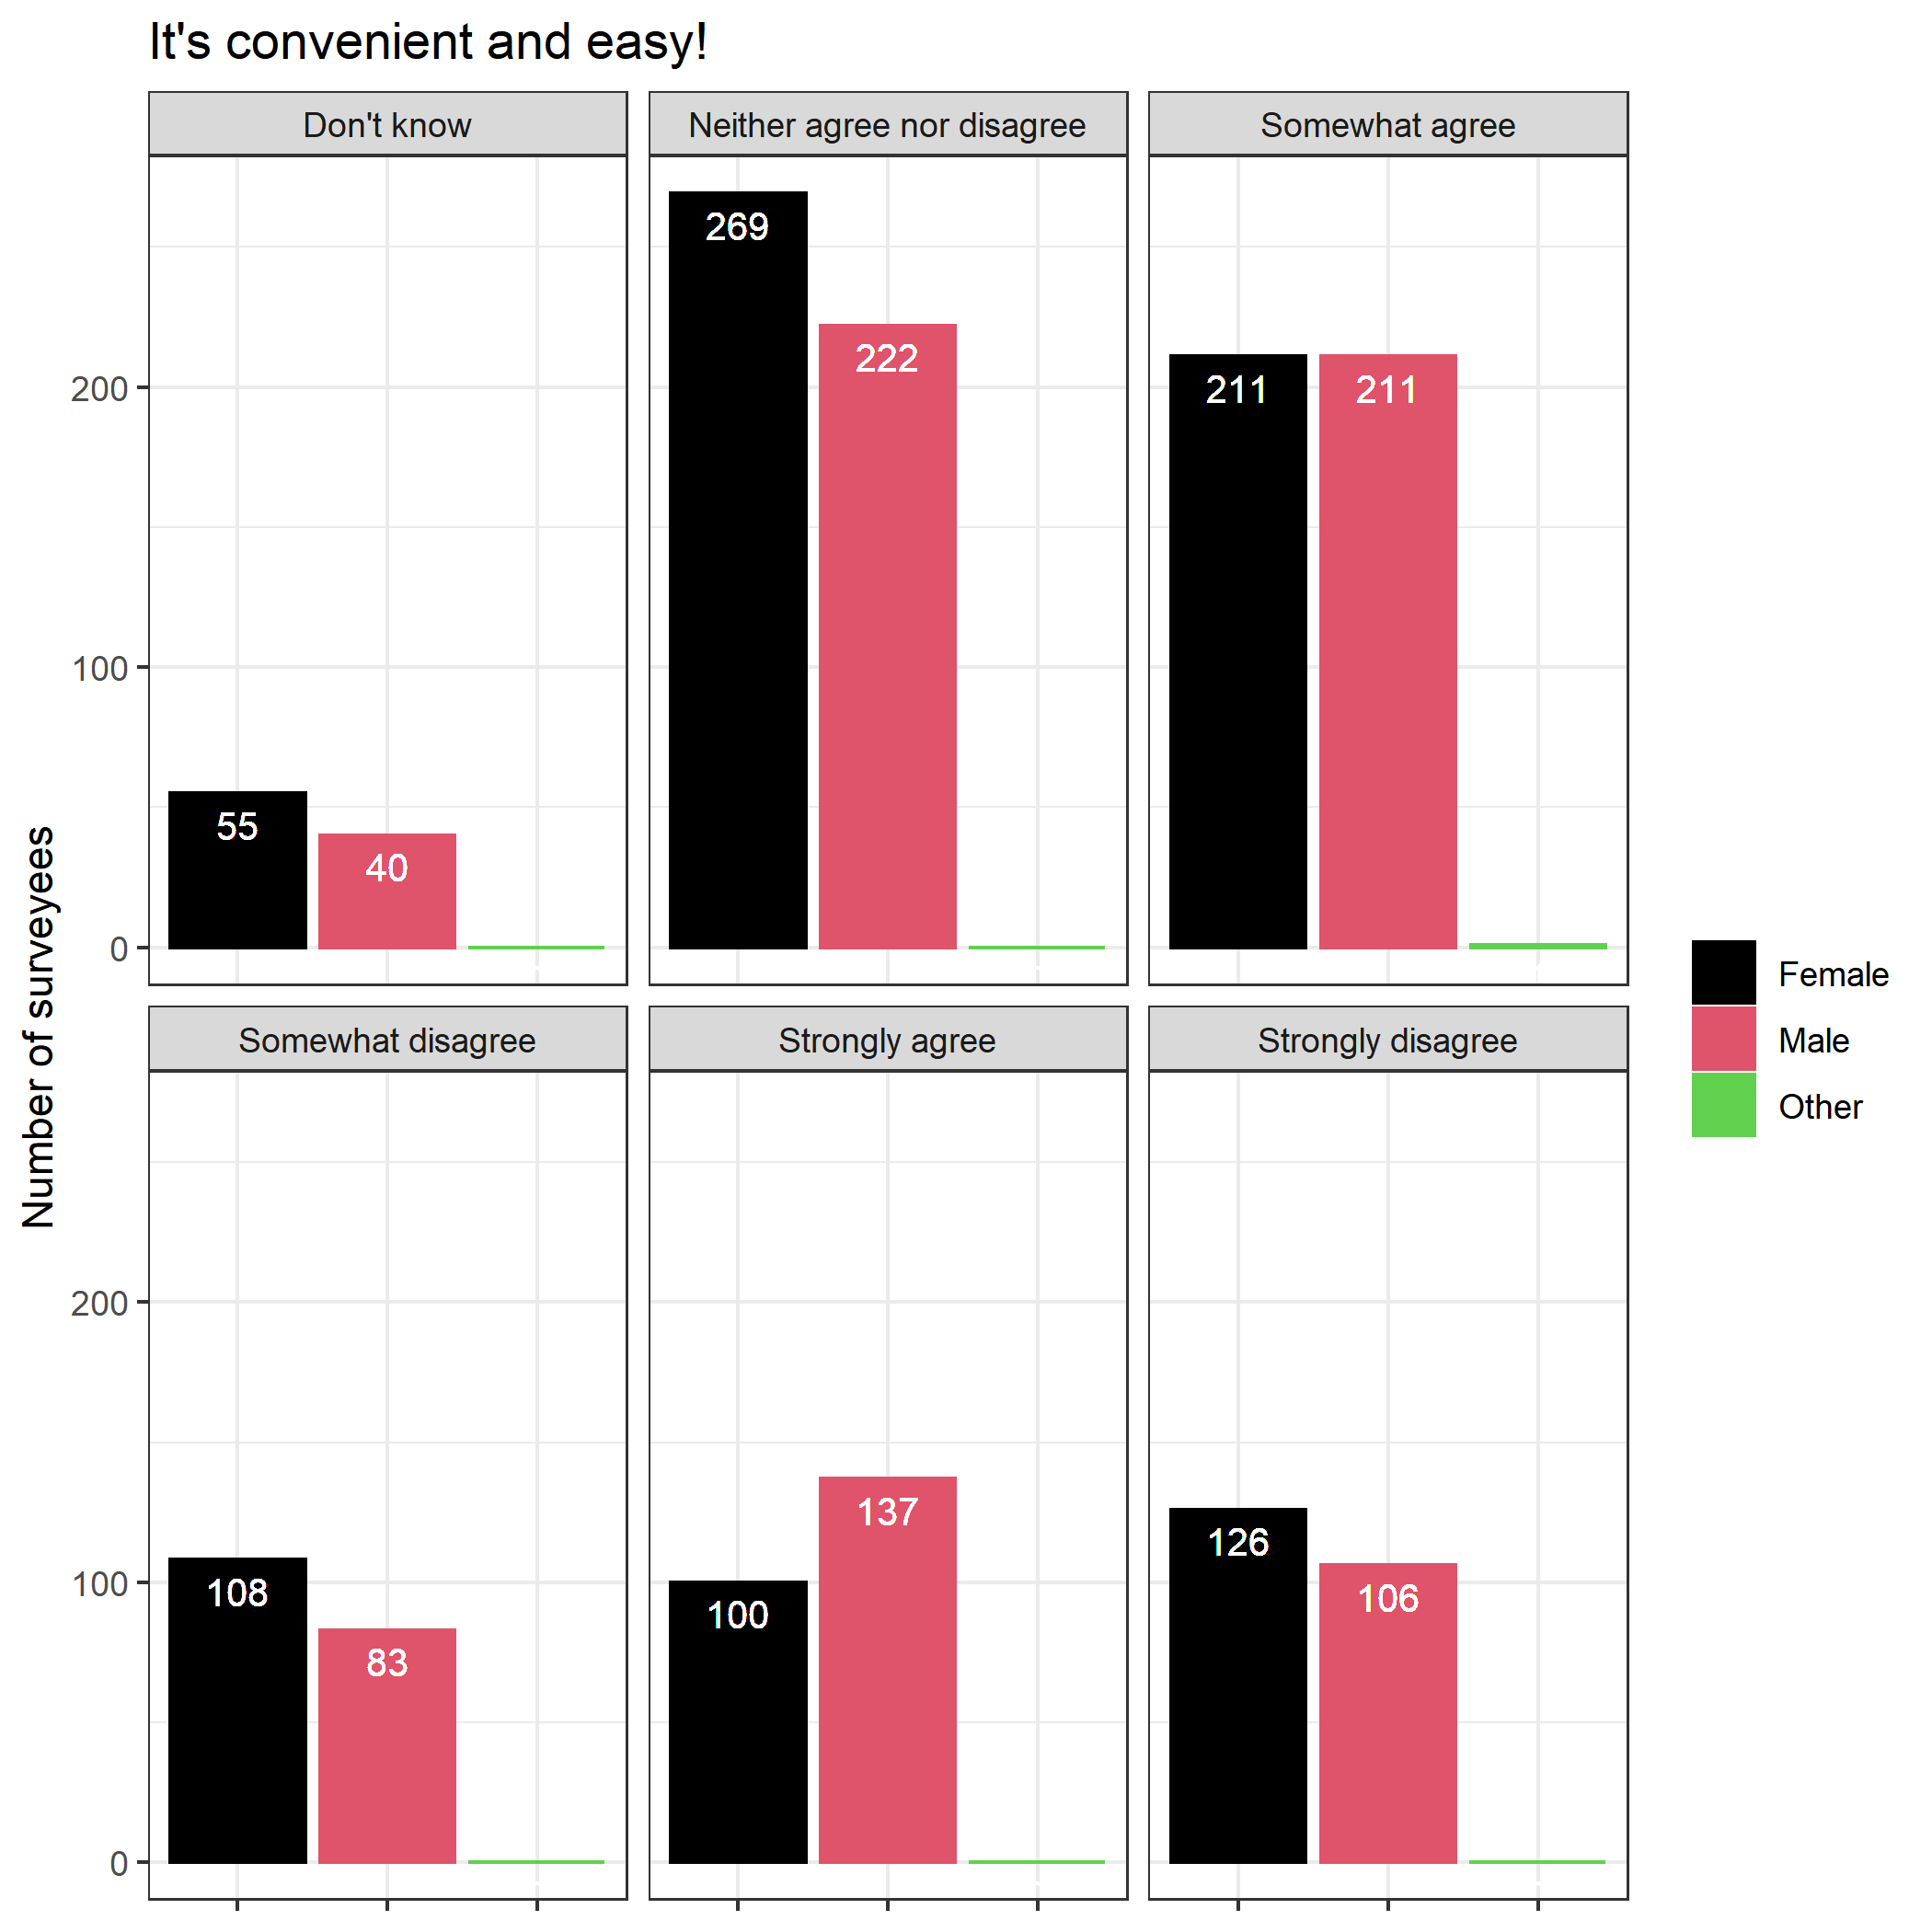 It's convenient and easy!
Don't know
Neither agree nor disagree
Somewhat agree
269
222
211
211
200
100
55
40
0
Number of surveyees
Female
Male
Other
Somewhat disagree
Strongly agree
Strongly disagree
200
137
126
108
100
106
100
83
0